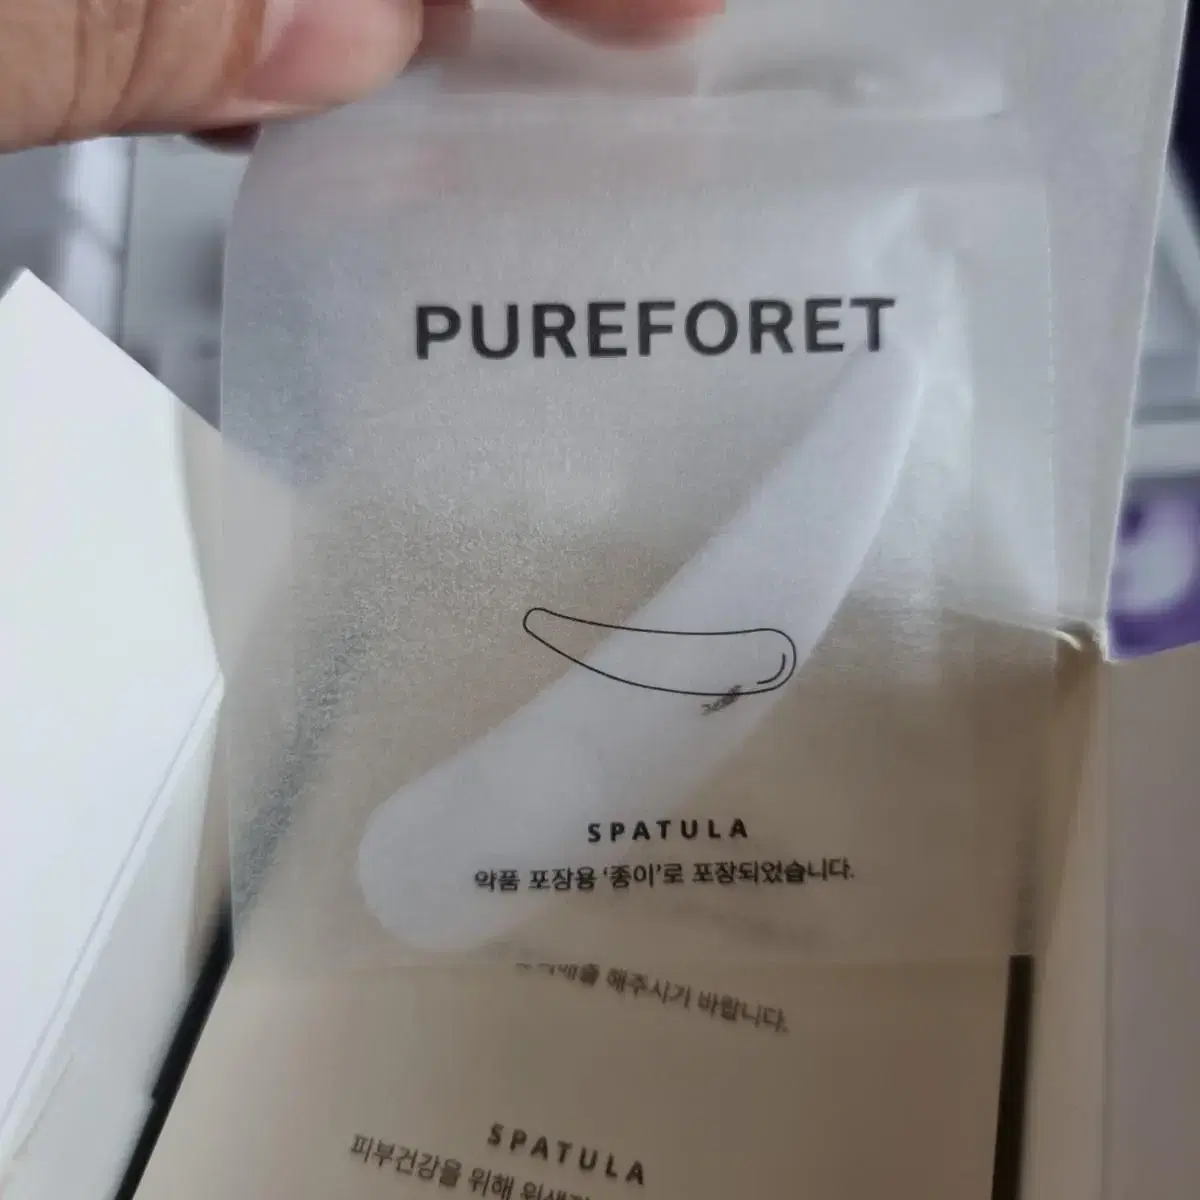 PUREFORET
SPATULA
약품 포장용 '종이'로 포장되었습니다.
해주시기 바랍니다.
SPATULA
피부건강을 위해